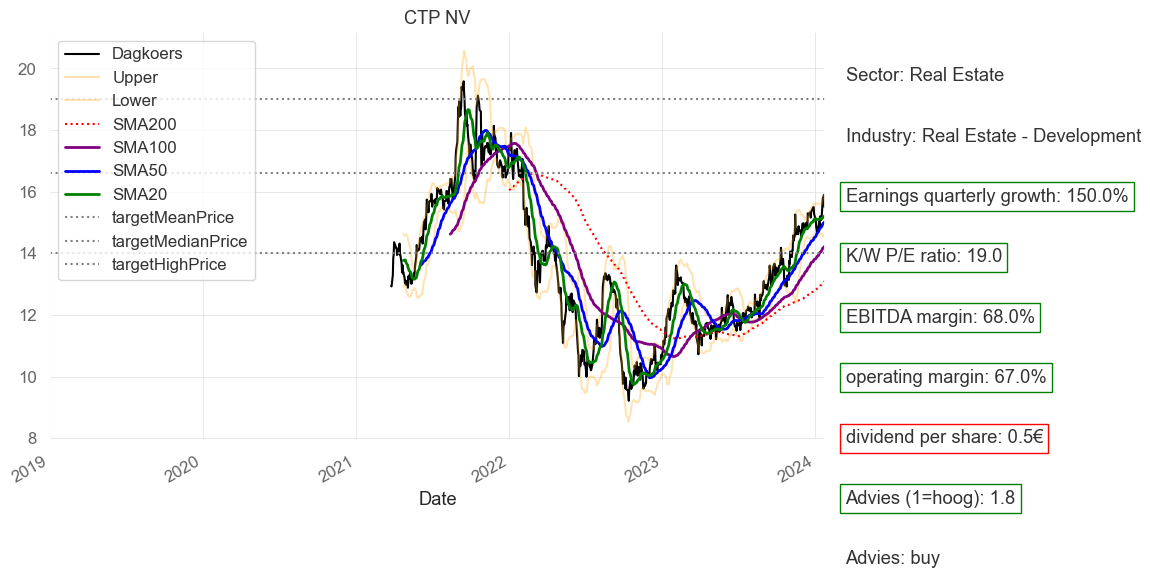 CTP NV
Dagkoers
Upper
Lower
SMA200
SMA100
SMA50
SMA20
targetMeanPrice
targetMedianPrice
targetHighPrice
20
18
16
14
12
10
8
2019
2020
2021
2022
2023
2024
Date
Sector: Real Estate
Industry: Real Estate - Development
Earnings quarterly growth: 150.0%
K/W P/E ratio: 19.0
EBITDA margin: 68.0%
operating margin: 67.0%
dividend per share: 0.5€
Advies (1=hoog): 1.8
Advies: buy